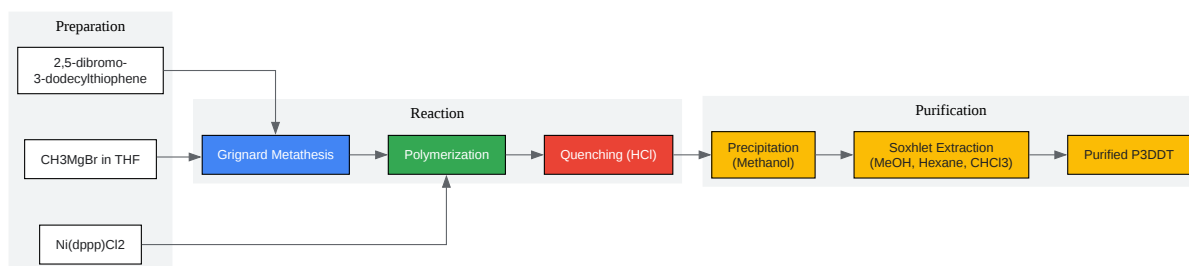 Preparation
2,5-dibromo-
3-dodecylthiophene
CH3MgBr in THF
Ni(dppp)Cl2
Reaction
Grignard Metathesis
Polymerization
Quenching (HCl)
Purification
Precipitation
(Methanol)
Soxhlet Extraction
(MeOH, Hexane, CHCl3)
Purified P3DDT